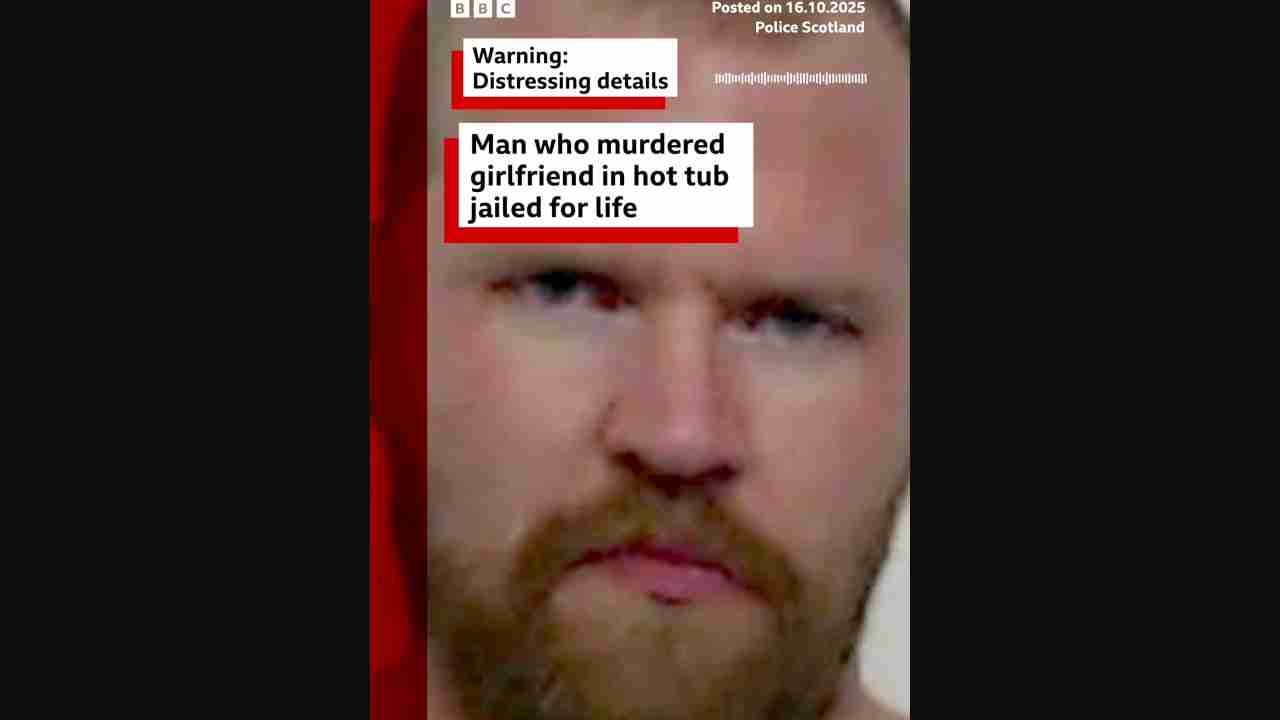 BBC
Posted on 16.10.2025
Police Scotland
Warning:
Distressing details
Man who murdered
girlfriend in hot tub
jailed for life